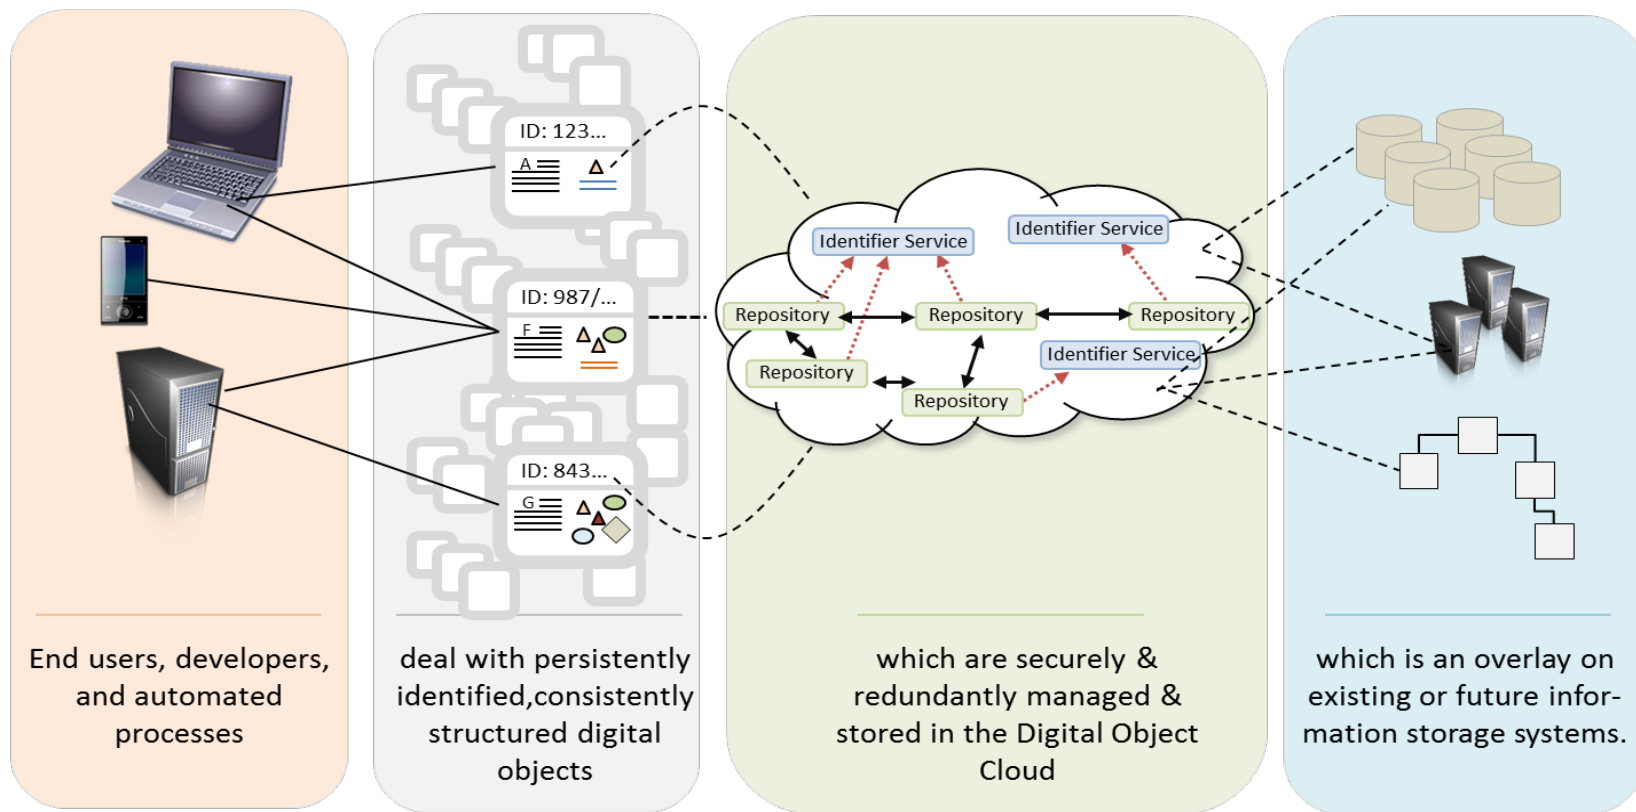 ID: 123...
A
ID: 987/...
F
ID: 843...
G
Identifier Service
Identifier Service
Repository
Repository
Repository
Identifier Service
Repository
Repository
End users, developers,
and automated
processes
deal with persistently
identified,consistently
structured digital
objects
which are securely &
redundantly managed &
stored in the Digital Object
Cloud
which is an overlay on
existing or future infor-
mation storage systems.